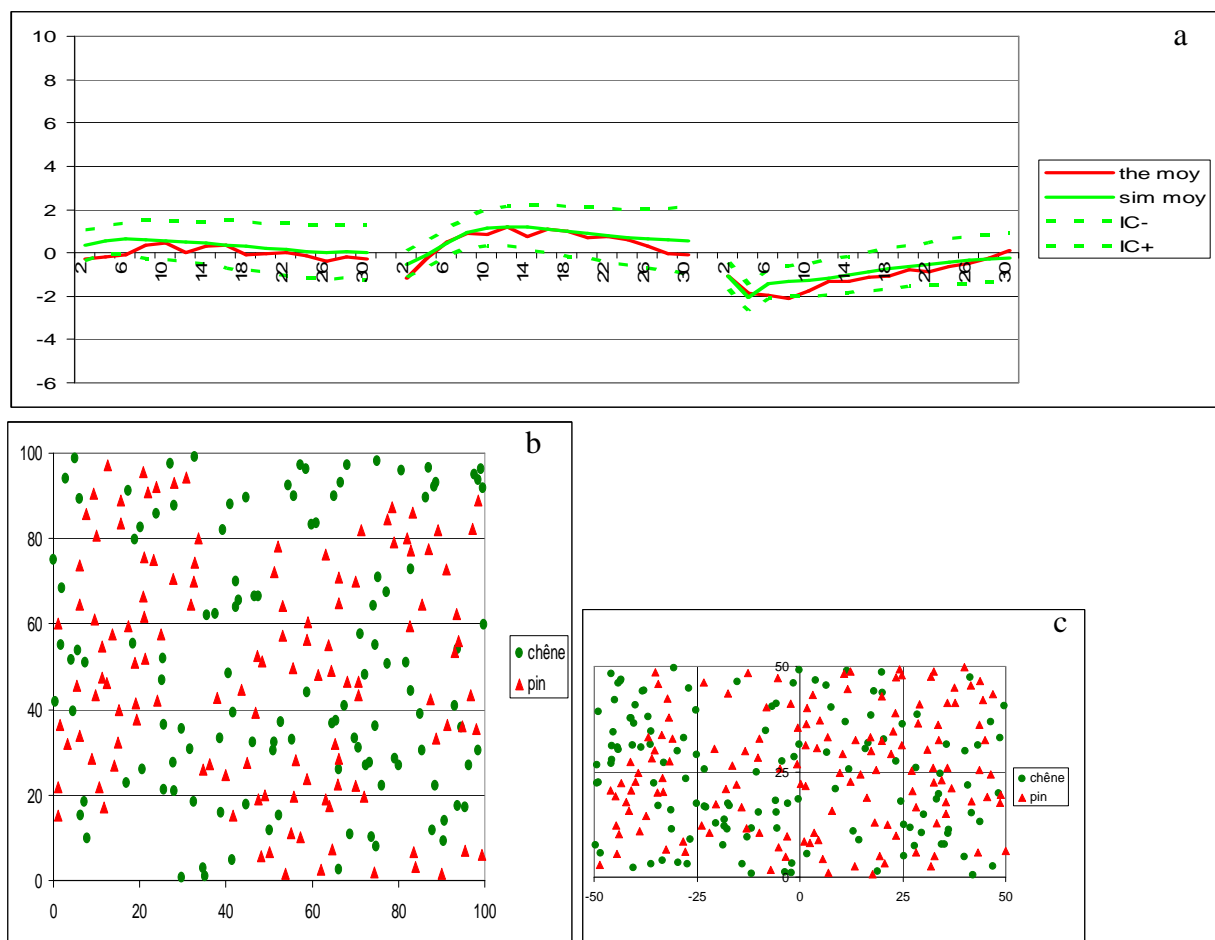 a
10
8
6
4
2
0
-2
-4
-6
2 6 10 14 18 22 26 30 2 6 10 14 18 22 26 30 2 6 10 14 18 22 26 30
the moy
sim moy
IC-
IC+
b
100
80
60
40
20
0
0 20 40 60 80 100
chêne
pin
c
50
25
0
-50 -25 0 25 50
chêne
pin